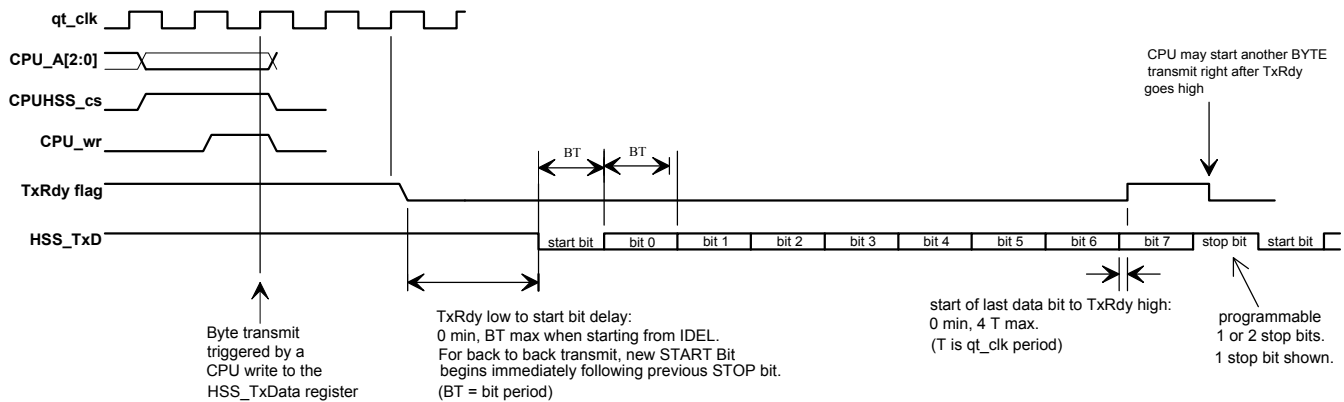 qt_clk
CPU_A[2:0]
CPUHSS_cs
CPU_wr
TxRdy flag
HSS_TxD
CPU may start another BYTE
transmit right after TxRdy
goes high
BT
BT
start bit
bit 0
bit 1
bit 2
bit 3
bit 4
bit 5
bit 6
bit 7
stop bit
start bit
Byte transmit
triggered by a
CPU write to the
HSS_TxData register
TxRdy low to start bit delay:
0 min, BT max when starting from IDEL.
For back to back transmit, new START Bit
begins immediately following previous STOP bit.
(BT = bit period)
start of last data bit to TxRdy high:
0 min, 4 T max.
(T is qt_clk period)
programmable
1 or 2 stop bits.
1 stop bit shown.